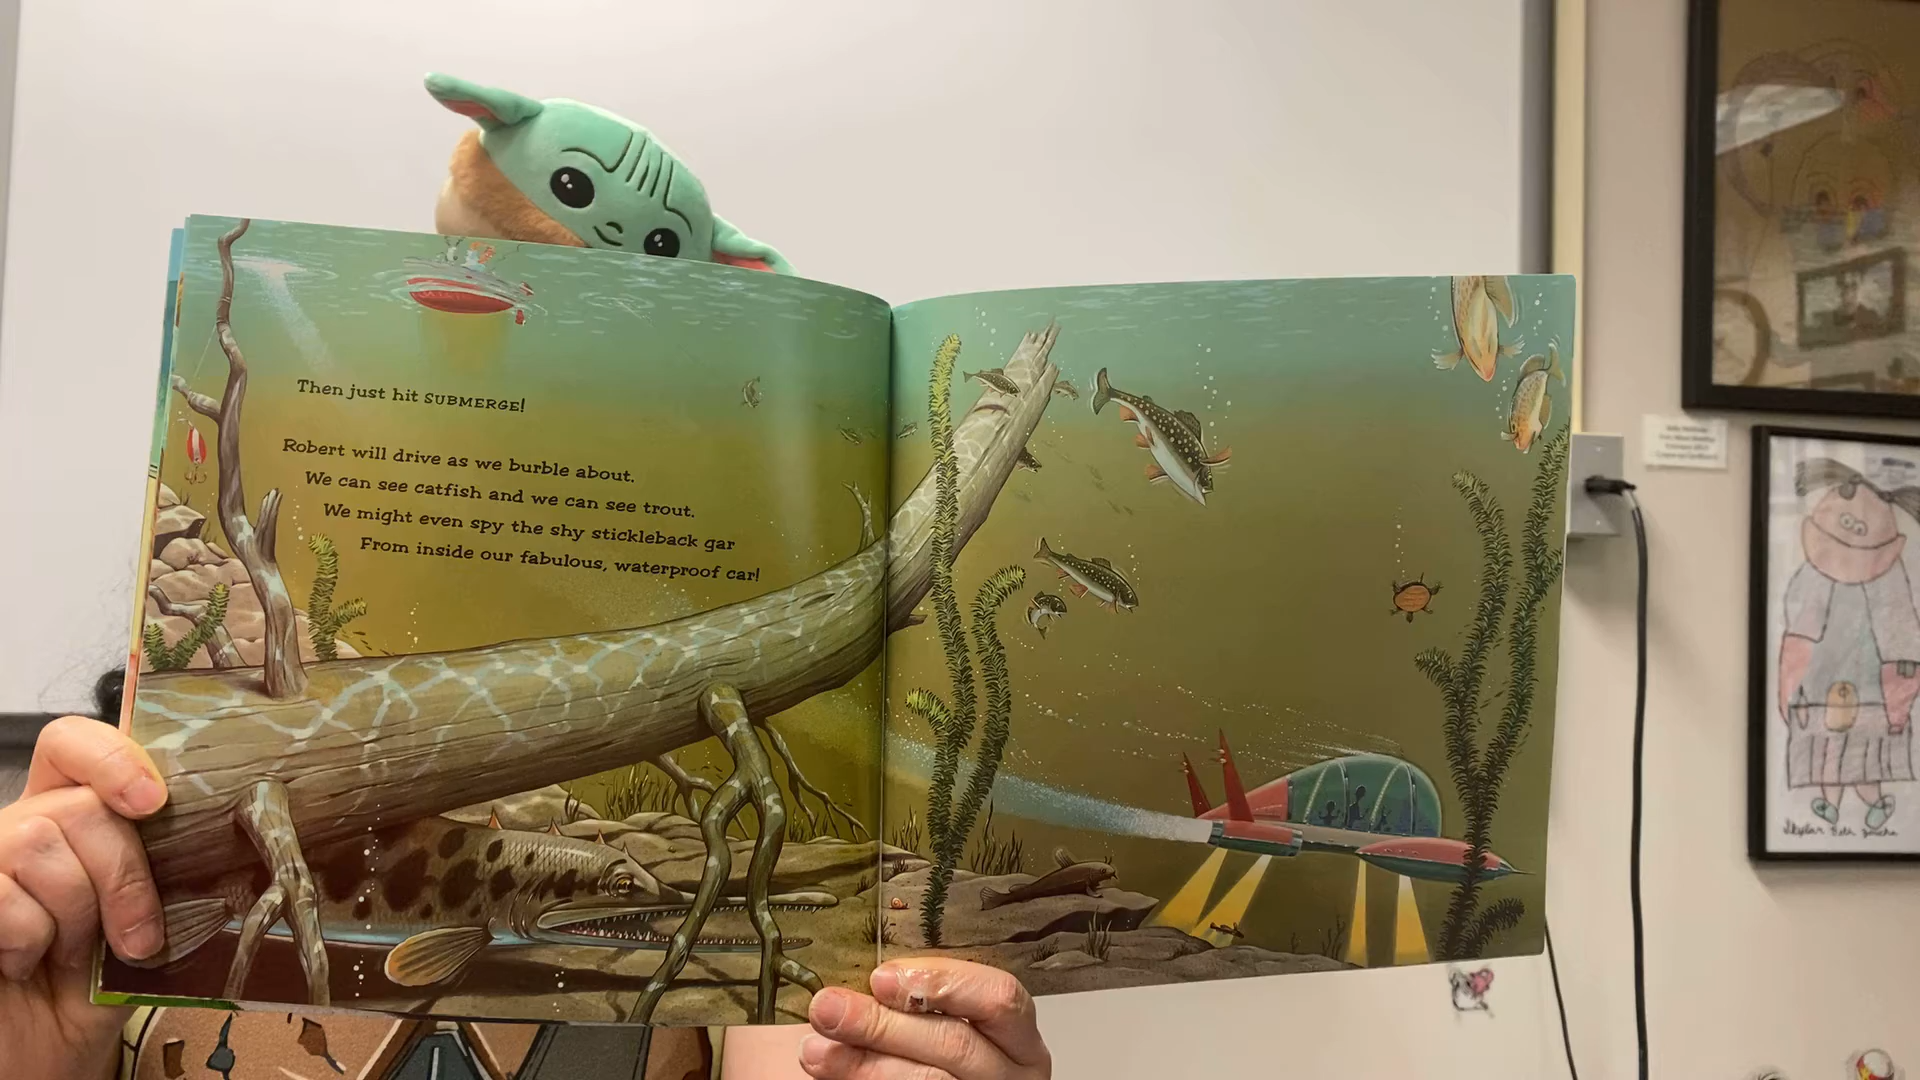 Then just hit SUBMERGE!
Robert will drive as we burble about.
We can see catfish and we can see trout.
We might even spy the shy stickleback gar
From inside our fabulous, waterproof car!